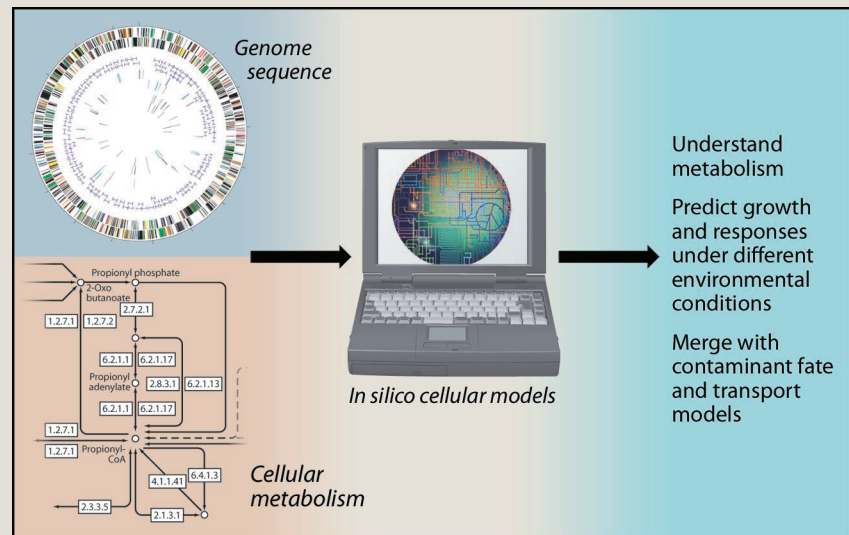 Genome
sequence
Propionyl phosphate
2-Oxo
butanoate
1.2.7.1
1.2.7.2
2.7.2.1
6.2.1.1
6.2.1.17
Propionyl
adenylate
2.8.3.1
6.2.1.13
6.2.1.1
6.2.1.17
1.2.7.1
1.2.7.1
Propionyl-
CoA
6.4.1.3
4.1.1.41
2.3.3.5
2.1.3.1
Cellular
metabolism
In silico cellular models
Understand
metabolism
Predict growth
and responses
under different
environmental
conditions
Merge with
contaminant fate
and transport
models